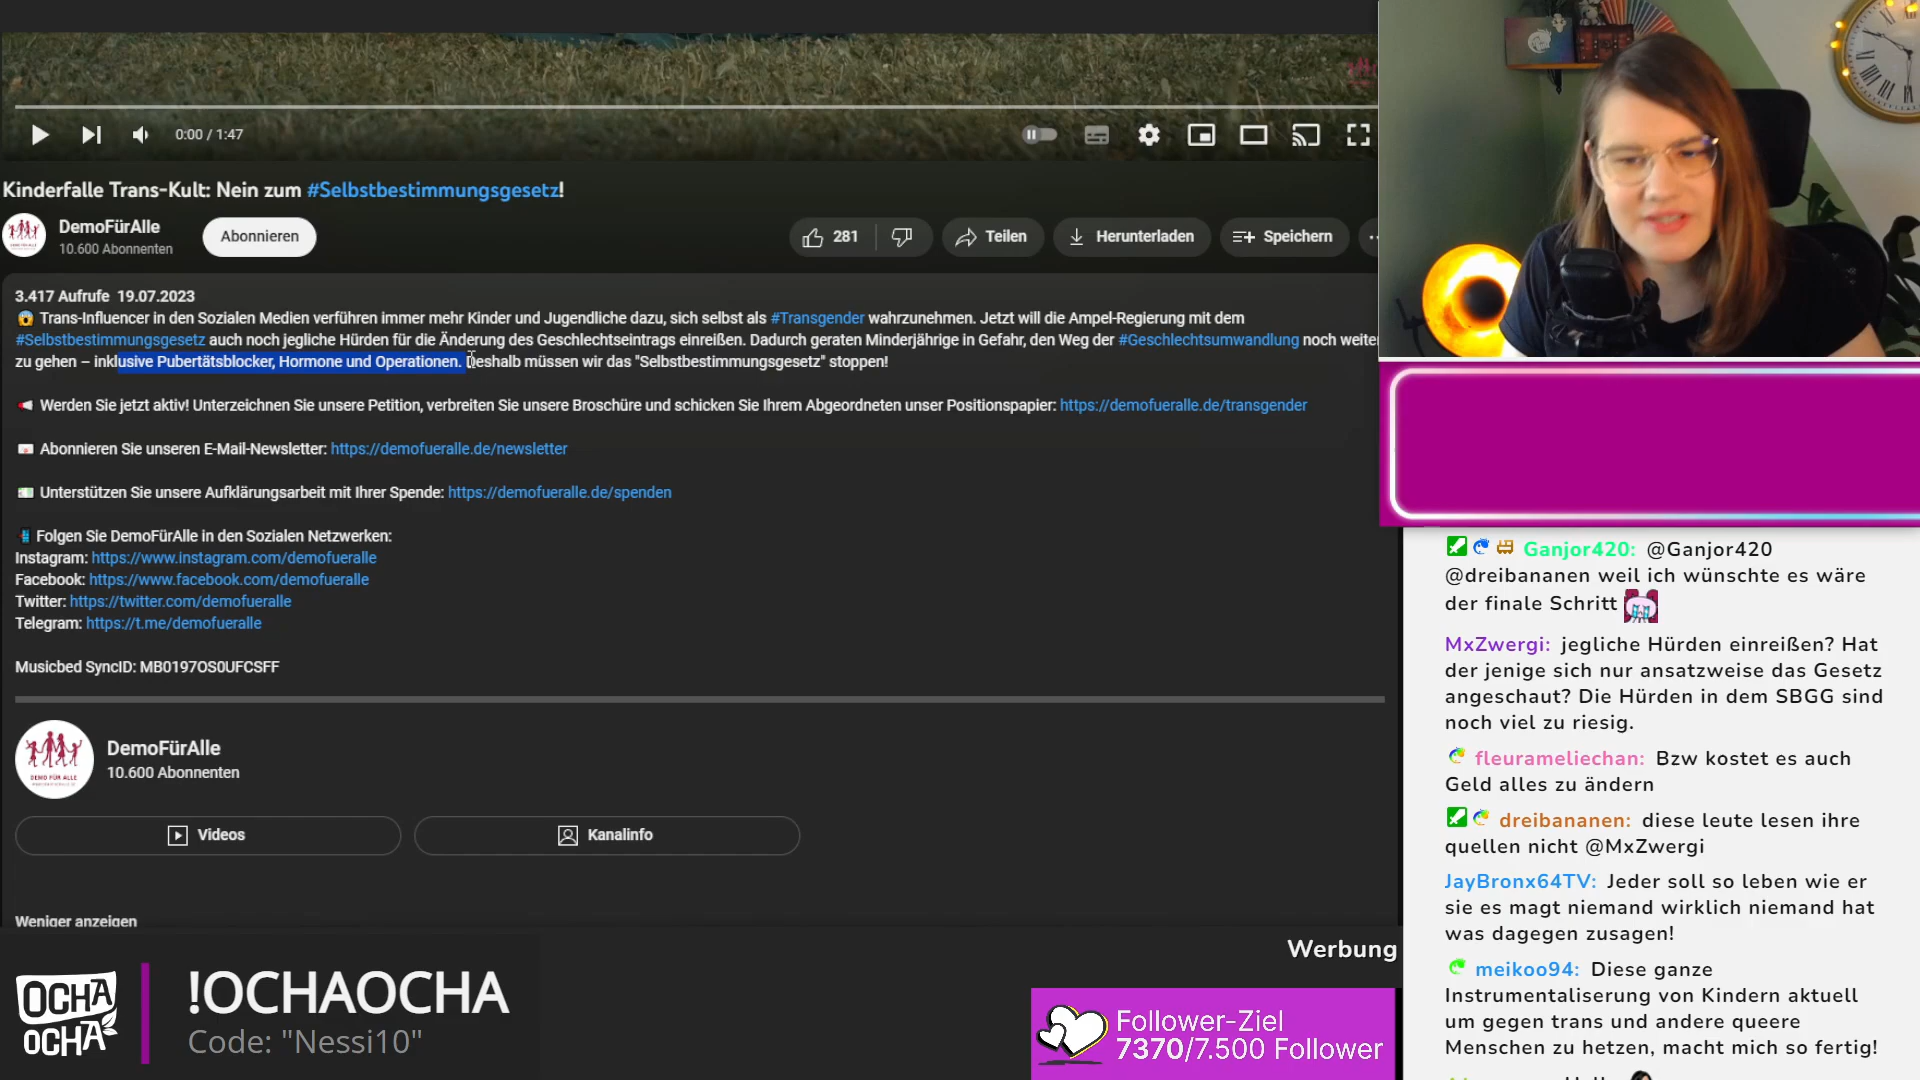 0:00 / 1:47
Kinderfalle Trans-Kult: Nein zum #Selbstbestimmungsgesetz!
DemoFürAlle
10.600 Abonnenten
Abonnieren
281
Teilen
Herunterladen
Speichern
3.417 Aufrufe 19.07.2023
😱 Trans-Influencer in den Sozialen Medien verführen immer mehr Kinder und Jugendliche dazu, sich selbst als #Transgender wahrzunehmen. Jetzt will die Ampel-Regierung mit dem
#Selbstbestimmungsgesetz auch noch jegliche Hürden für die Änderung des Geschlechtseintrags einreißen. Dadurch geraten Minderjährige in Gefahr, den Weg der #Geschlechtsumwandlung noch weiter
zu gehen – inklusive Pubertätsblocker, Hormone und Operationen. Deshalb müssen wir das "Selbstbestimmungsgesetz" stoppen!
📣 Werden Sie jetzt aktiv! Unterzeichnen Sie unsere Petition, verbreiten Sie unsere Broschüre und schicken Sie Ihrem Abgeordneten unser Positionspapier: https://demofueralle.de/transgender
Abonnieren Sie unseren E-Mail-Newsletter: https://demofueralle.de/newsletter
Unterstützen Sie unsere Aufklärungsarbeit mit Ihrer Spende: https://demofueralle.de/spenden
Folgen Sie DemoFürAlle in den Sozialen Netzwerken:
Instagram: https://www.instagram.com/demofueralle
Facebook: https://www.facebook.com/demofueralle
Twitter: https://twitter.com/demofueralle
Telegram: https://t.me/demofueralle
Musicbed SyncID: MB0197OS0UFCSFF
DEMO FÜR ALLE
DemoFürAlle
10.600 Abonnenten
Videos
Kanalinfo
Weniger anzeigen
Ganjor420: @Ganjor420
@dreibananen weil ich wünschte es wäre
der finale Schritt
MxZwergi: jegliche Hürden einreißen? Hat
der jenige sich nur ansatzweise das Gesetz
angeschaut? Die Hürden in dem SBGG sind
noch viel zu riesig.
fleurameliechan: Bzw kostet es auch
Geld alles zu ändern
dreibananen: diese leute lesen ihre
quellen nicht @MxZwergi
JayBronx64TV: Jeder soll so leben wie er
sie es magt niemand wirklich niemand hat
was dagegen zusagen!
meikoo94: Diese ganze
Instrumentaliserung von Kindern aktuell
um gegen trans und andere queere
Menschen zu hetzen, macht mich so fertig!
Werbung
OCHA
OCHA
!OCHAOCHA
Code: "Nessi10"
Follower-Ziel
7370/7.500 Follower